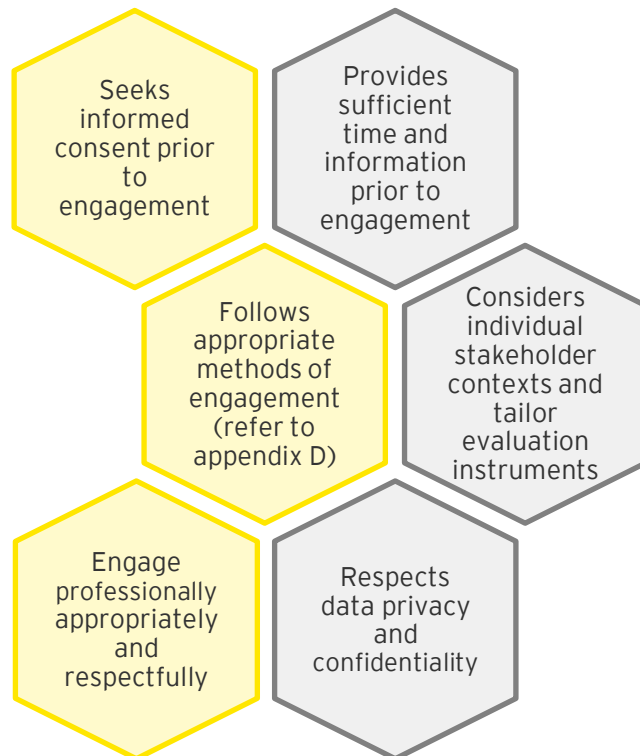 Seeks
informed
consent prior
to
engagement
Provides
sufficient
time and
information
prior to
engagement
Follows
appropriate
methods of
engagement
(refer to
appendix D)
Considers
individual
stakeholder
contexts and
tailor
evaluation
instruments
Engage
professionally
appropriately
and
respectfully
Respects
data privacy
and
confidentiality